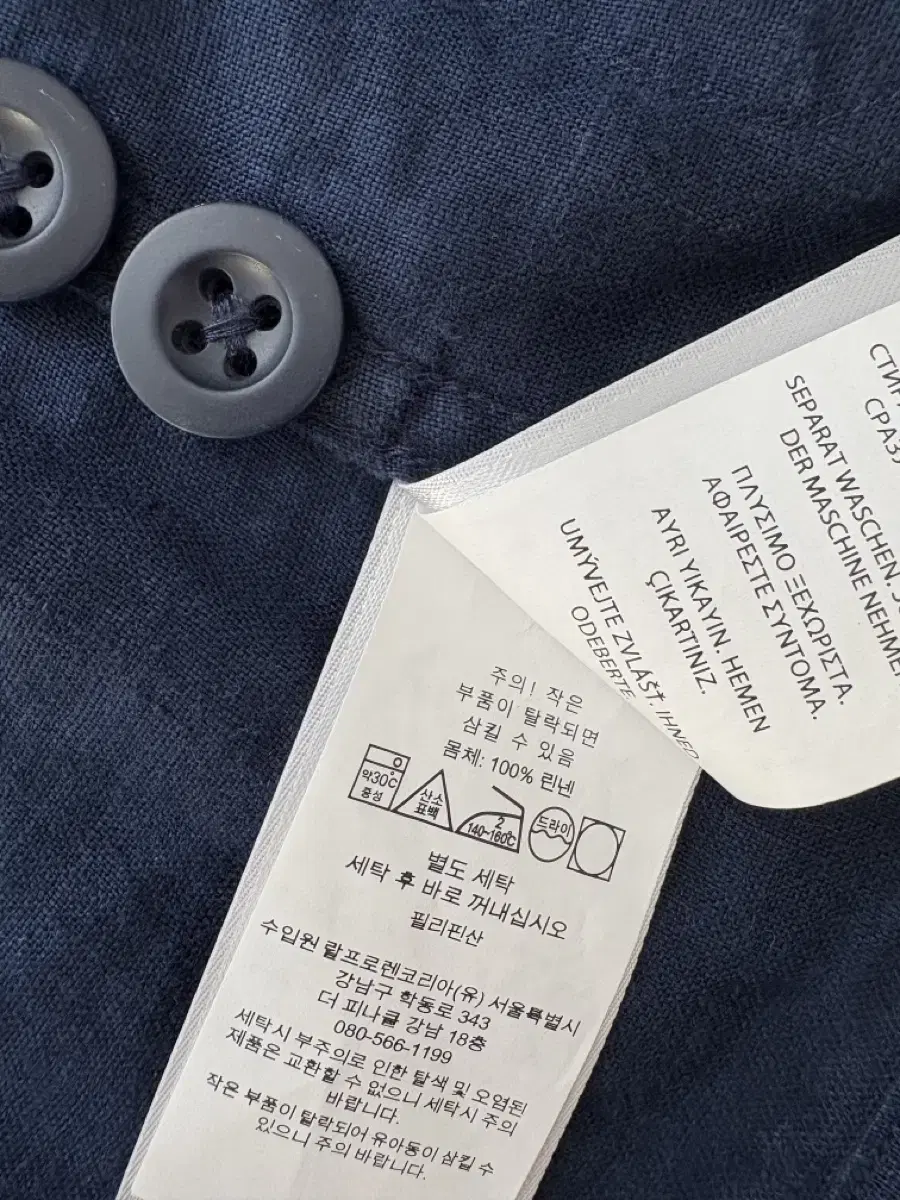 СТИР
СРАЗУ
SEPARAT WASCHEN.
DER MASCHINE NEHME
ΠΛΥΣΙΜΟ ΞΕΧΩΡΙΣΤΑ.
ΑΦΑΙΡΕΣΤΕ ΣΥΝΤΟΜΑ.
AYRI YIKAYIN. HEMEN
ÇIKARTINIZ.
UMÝVEJTE ZVLÁŠŤ. IHNED
ODEBERTE
주의! 작은
부품이 탈락되면
삼킬 수 있음
몸체: 100% 린넨
약30℃
중성
산소
표백
2
140~160℃
드라이
별도 세탁
세탁 후 바로 꺼내십시오
필리핀산
수입원 랄프로렌코리아(유) 서울특별시
강남구 학동로 343
더 피나클 강남 18층
080-566-1199
세탁시 부주의로 인한 탈색 및 오염된
제품은 교환할 수 없으니 세탁시 주의
바랍니다.
작은 부품이 탈락되어 유아동이 삼킬 수
있으니 주의 바랍니다.